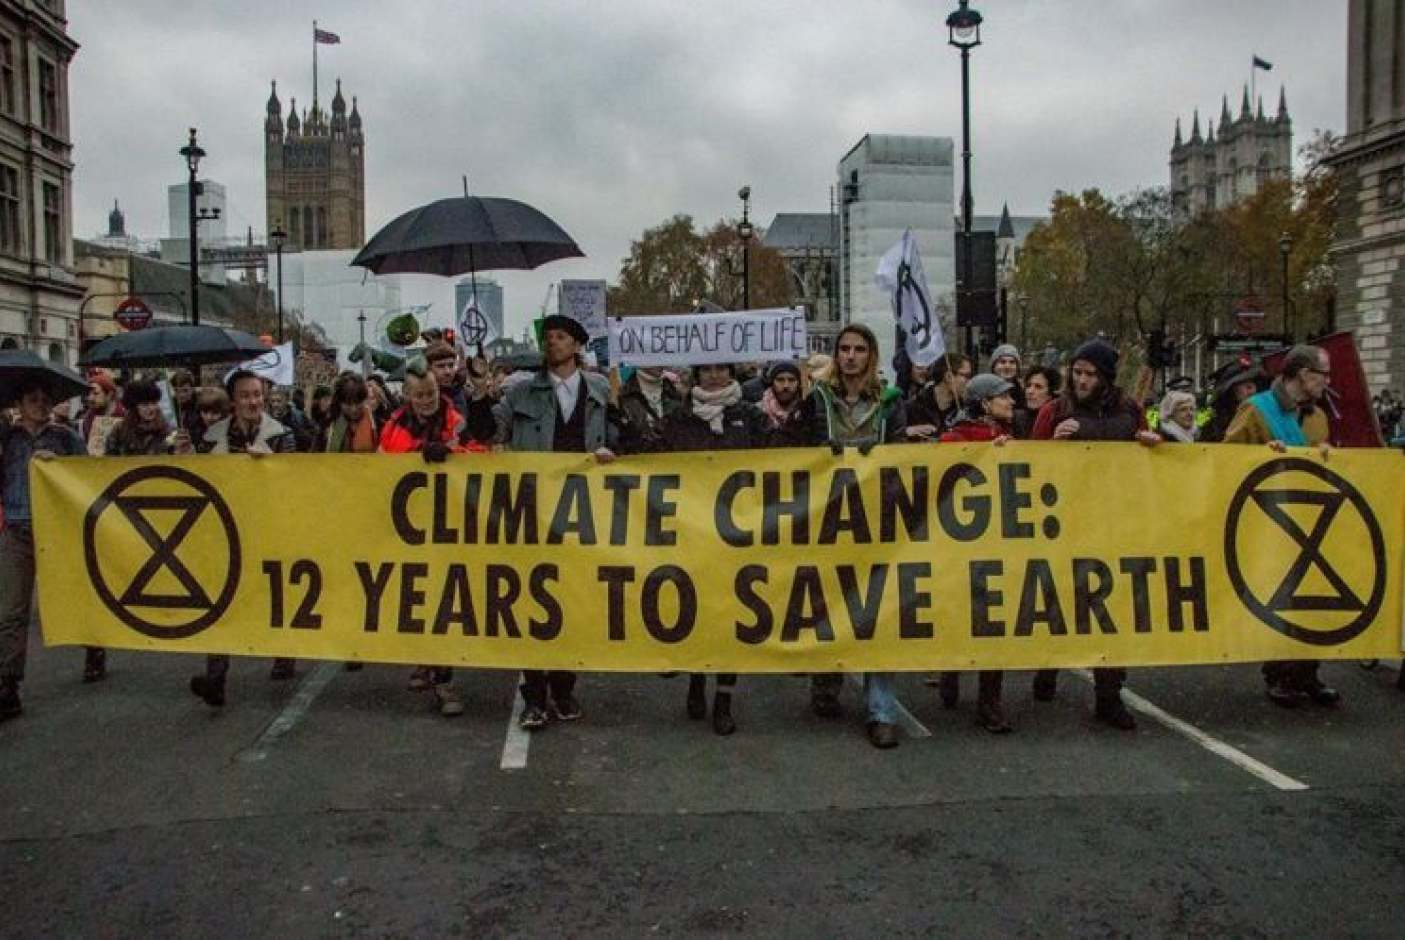 ON BEHALF OF LIFE
CLIMATE CHANGE:
12 YEARS TO SAVE EARTH